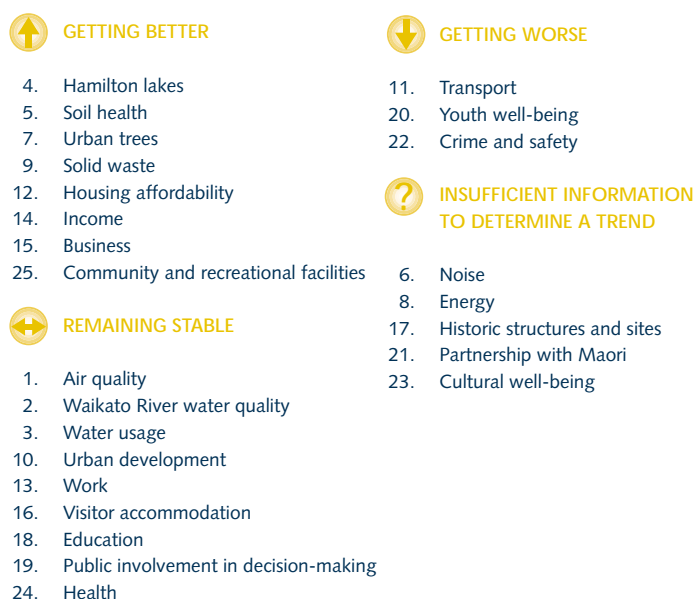 GETTING BETTER
4. Hamilton lakes
5. Soil health
7. Urban trees
9. Solid waste
12. Housing affordability
14. Income
15. Business
25. Community and recreational facilities
REMAINING STABLE
1. Air quality
2. Waikato River water quality
3. Water usage
10. Urban development
13. Work
16. Visitor accommodation
18. Education
19. Public involvement in decision-making
24. Health
GETTING WORSE
11. Transport
20. Youth well-being
22. Crime and safety
?
INSUFFICIENT INFORMATION
TO DETERMINE A TREND
6. Noise
8. Energy
17. Historic structures and sites
21. Partnership with Maori
23. Cultural well-being